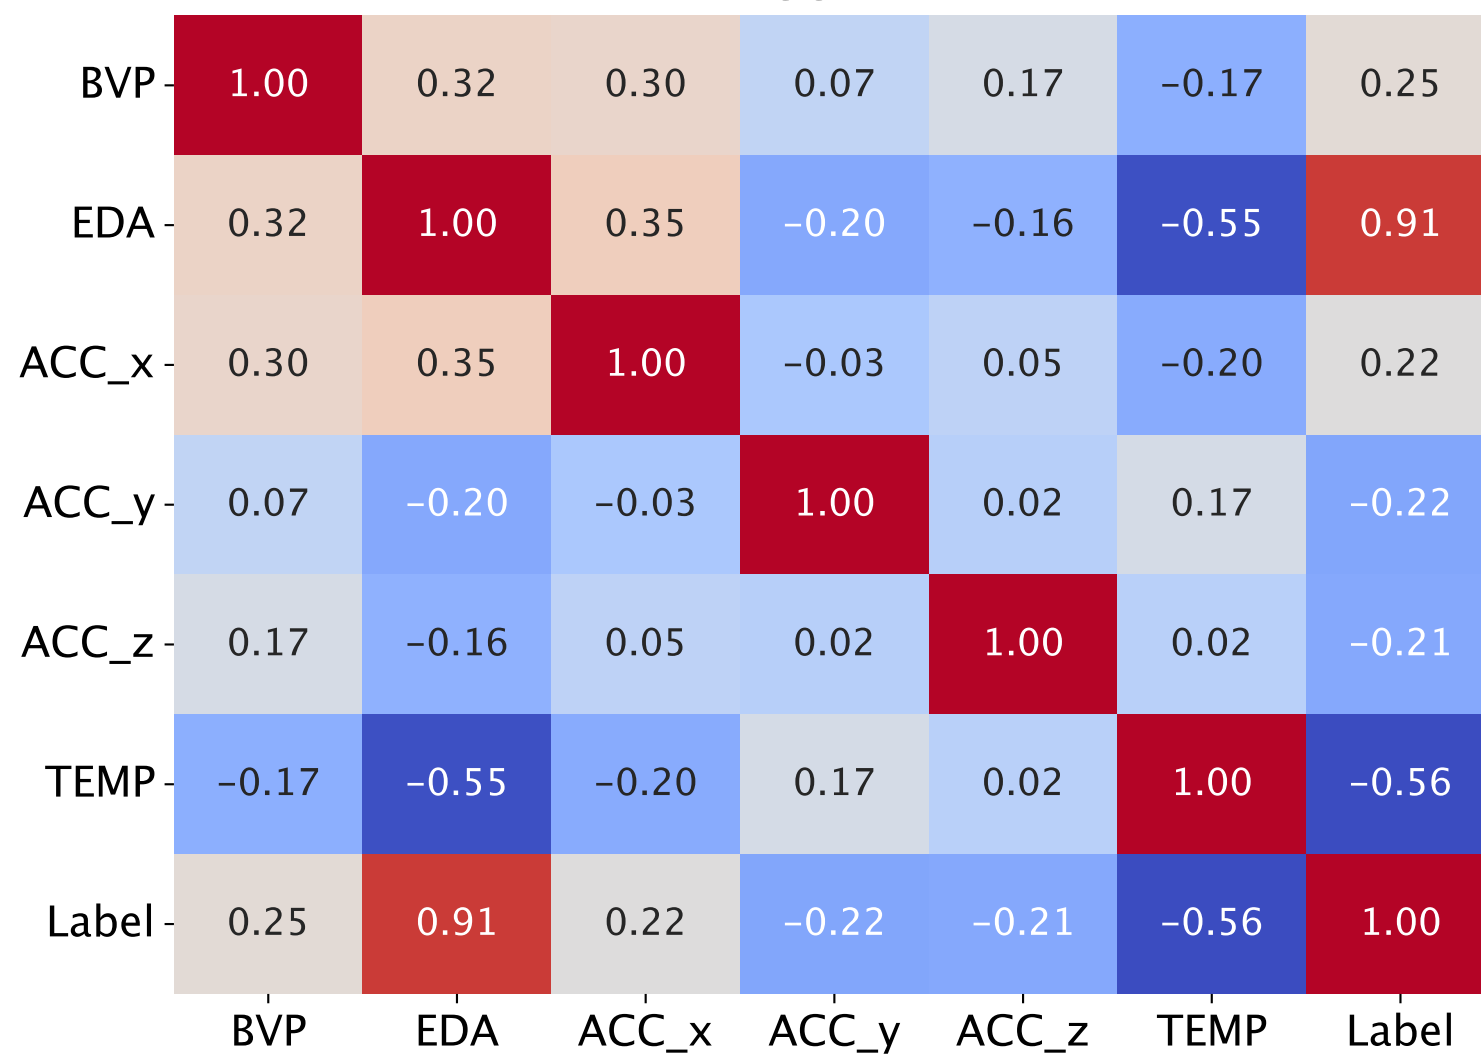 BVP 1.00 0.32 0.30 0.07 0.17 −0.17 0.25
EDA 0.32 1.00 0.35 −0.20 −0.16 −0.55 0.91
ACC_x 0.30 0.35 1.00 −0.03 0.05 −0.20 0.22
ACC_y 0.07 −0.20 −0.03 1.00 0.02 0.17 −0.22
ACC_z 0.17 −0.16 0.05 0.02 1.00 0.02 −0.21
TEMP −0.17 −0.55 −0.20 0.17 0.02 1.00 −0.56
Label 0.25 0.91 0.22 −0.22 −0.21 −0.56 1.00
BVP EDA ACC_x ACC_y ACC_z TEMP Label